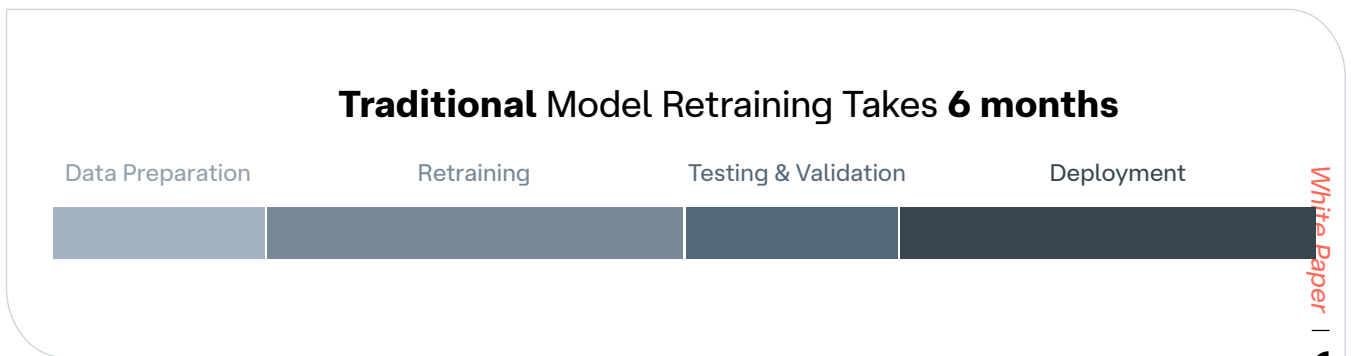 Traditional Model Retraining Takes 6 months
Data Preparation Retraining Testing & Validation Deployment
White Paper |